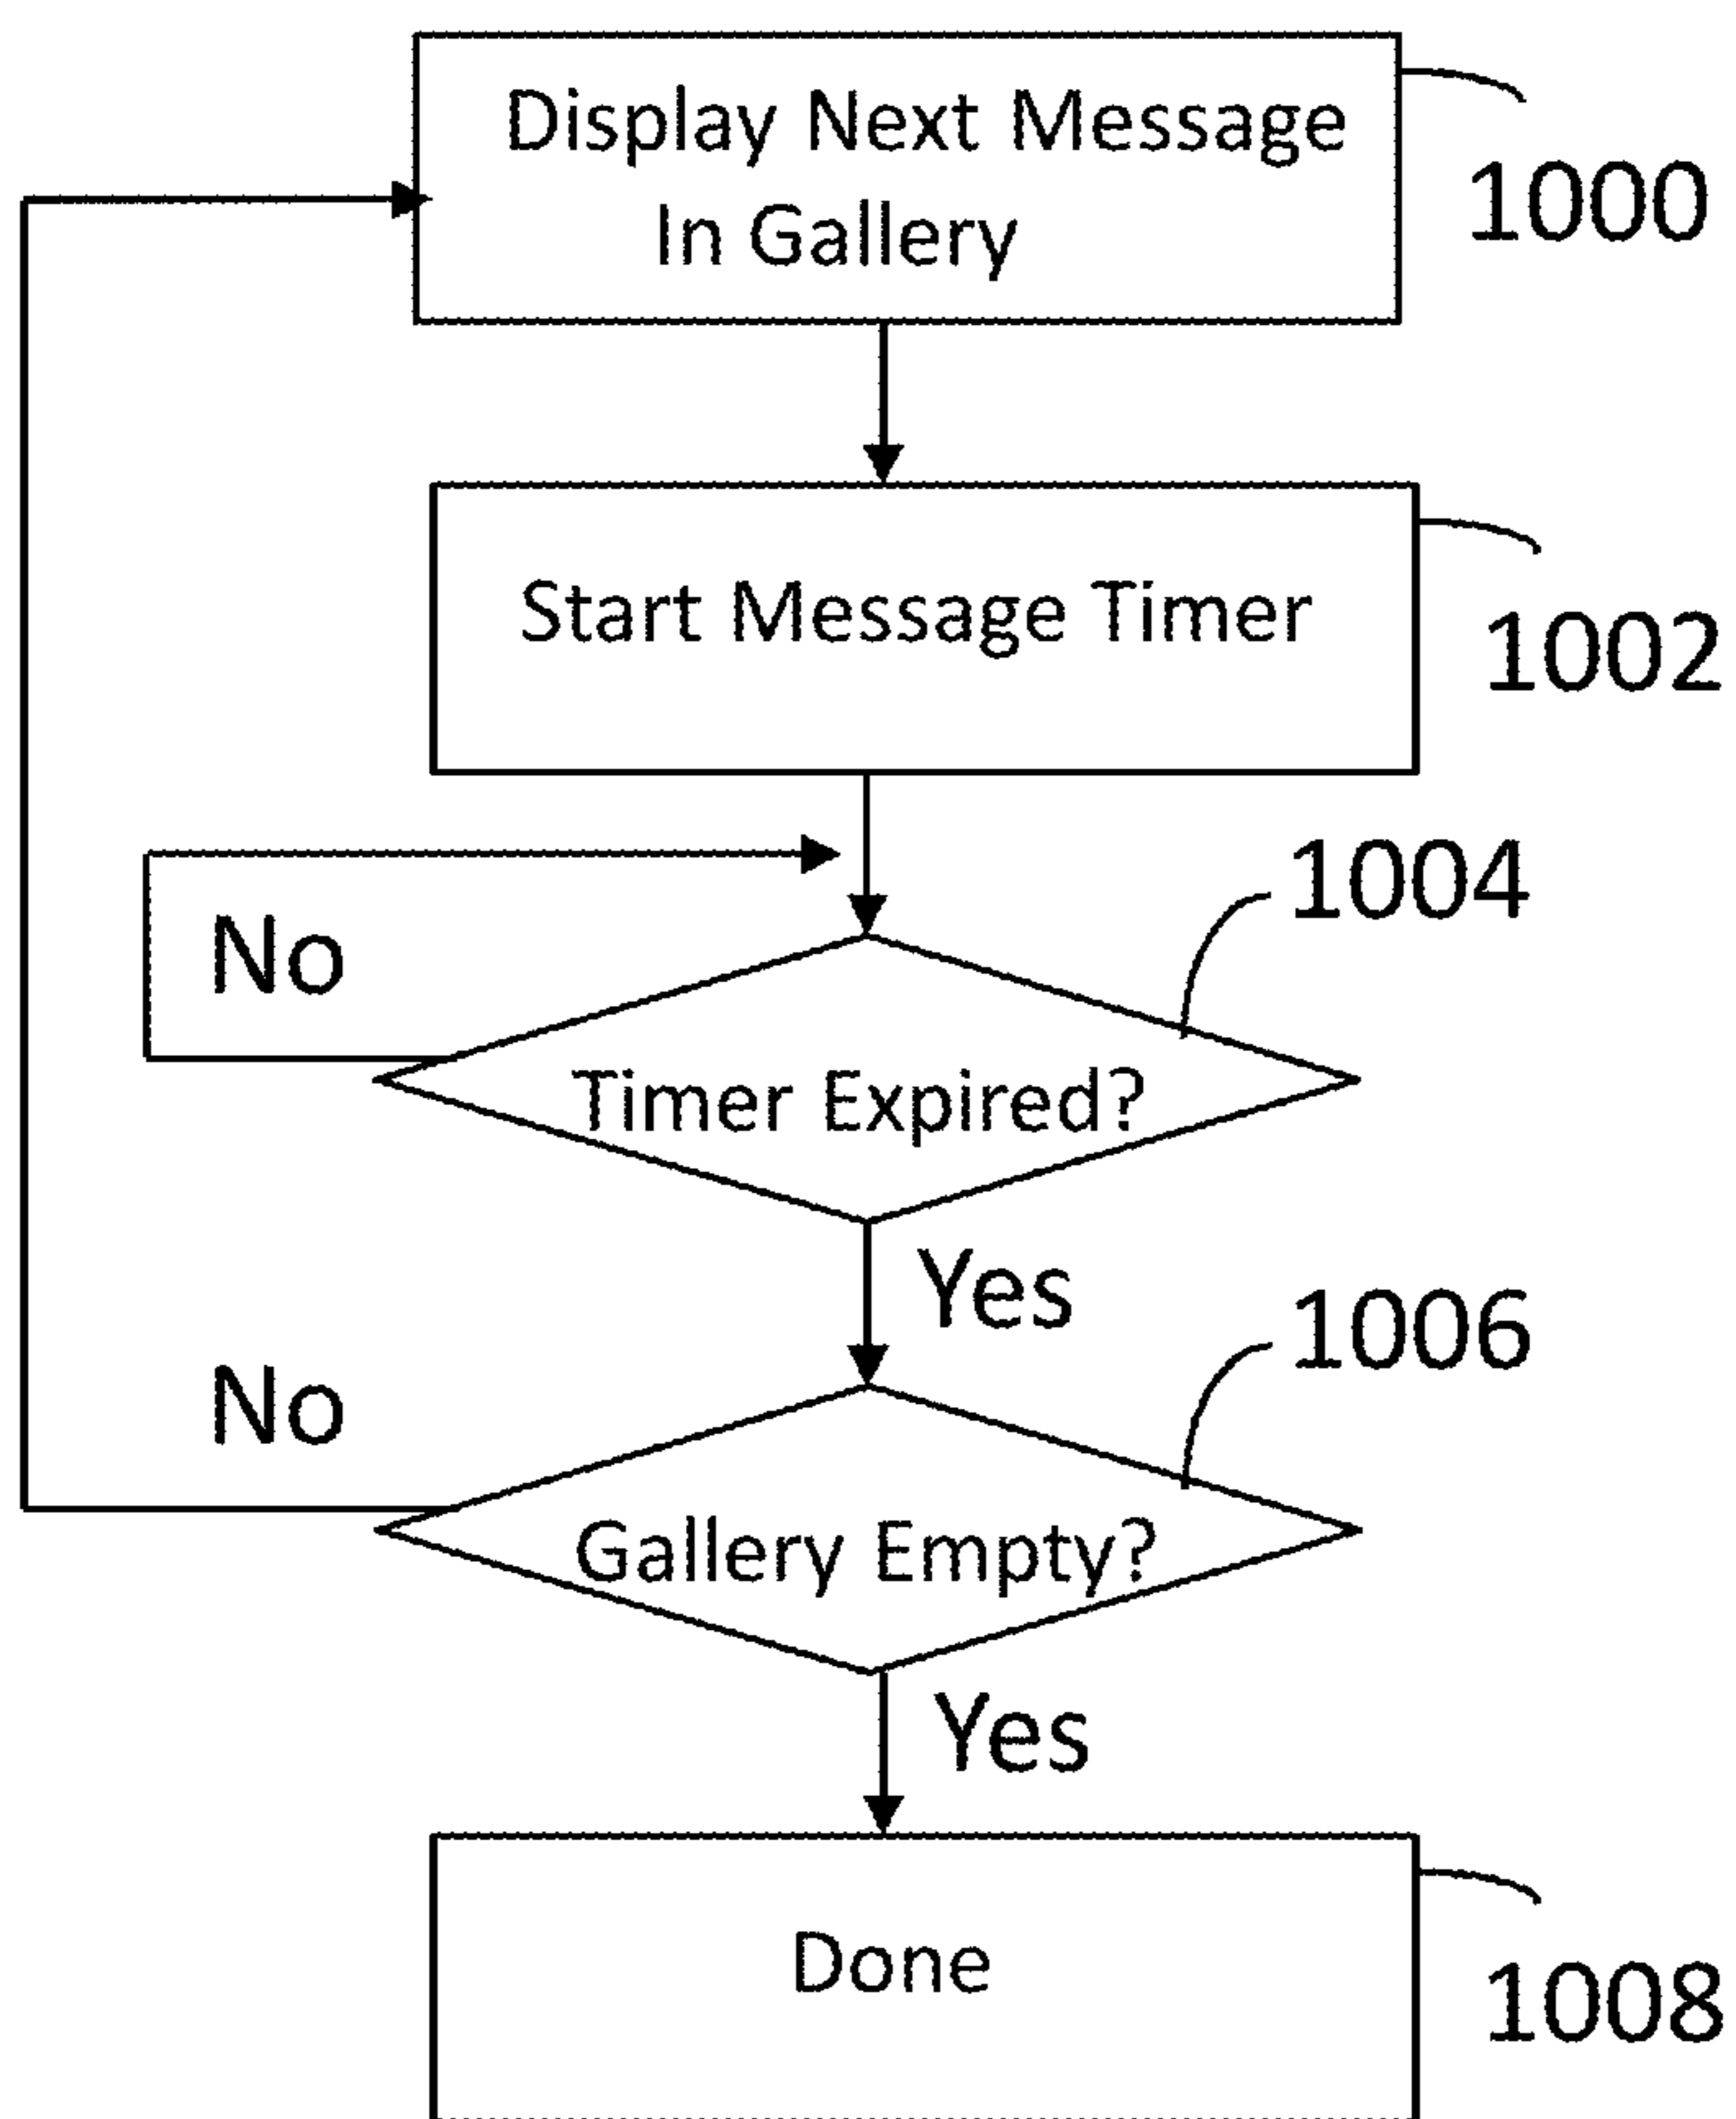 Display Next Message
In Gallery
1000
Start Message Timer
1002
1004
No
Timer Expired?
Yes
1006
No
Gallery Empty?
Yes
Done
1008